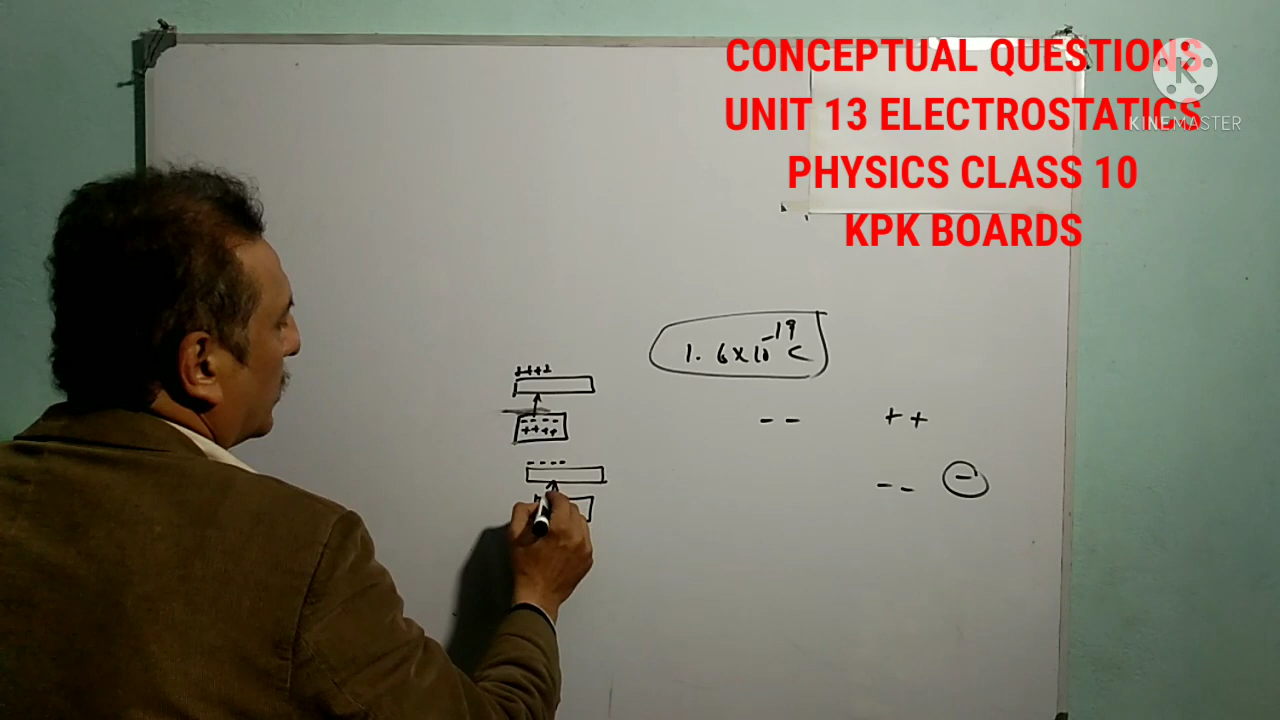 CONCEPTUAL QUESTIONS
UNIT 13 ELECTROSTATICS
PHYSICS CLASS 10
KPK BOARDS
K
KINEMASTER
1.6x10⁻¹⁹ C
++++
- - - -
++++
- - - -
- - ++
- - -